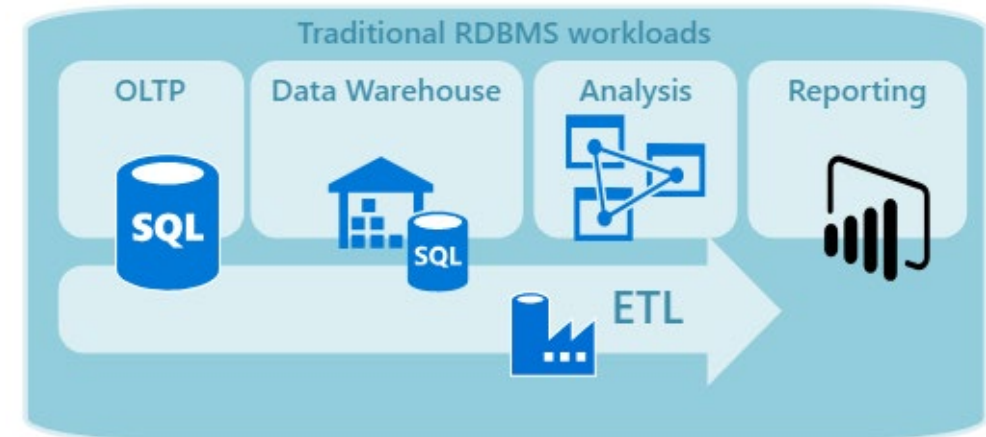 Traditional RDBMS workloads
OLTP
Data Warehouse
Analysis
Reporting
SQL
SQL
ETL